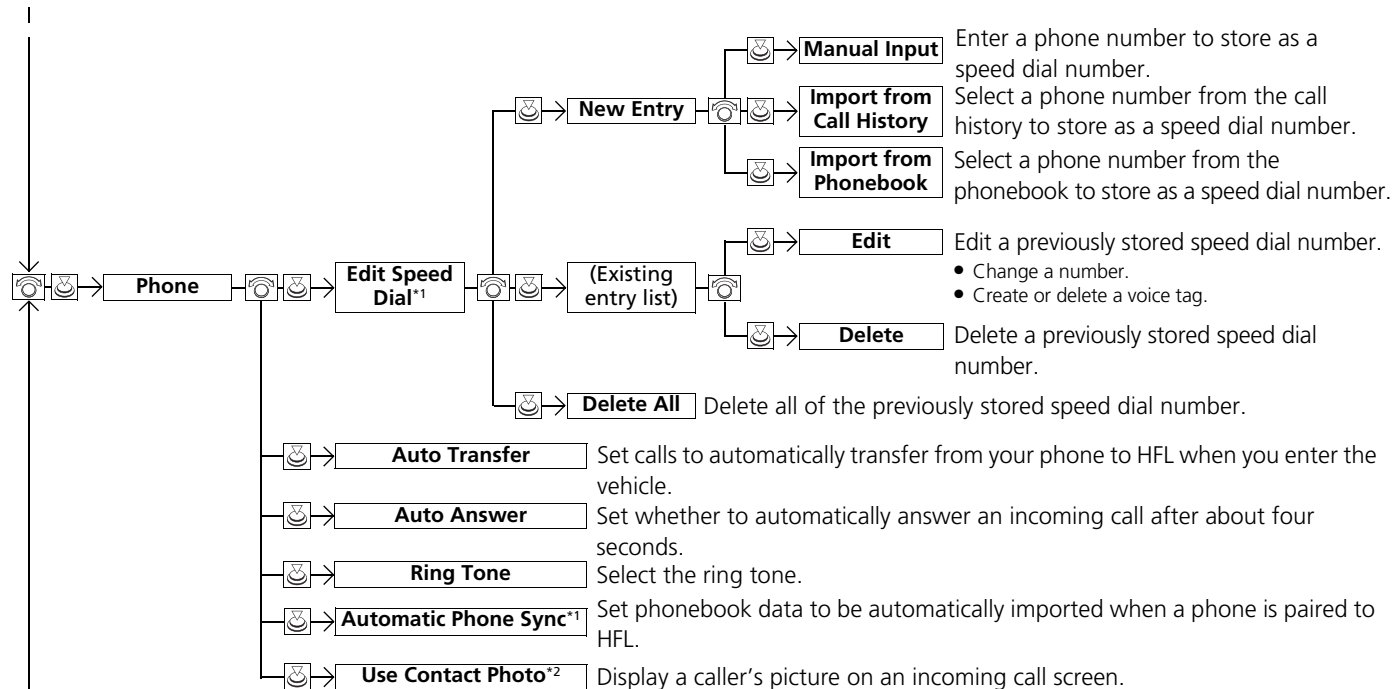 Manual Input
Enter a phone number to store as a
speed dial number.
New Entry
Import from
Call History
Select a phone number from the call
history to store as a speed dial number.
Import from
Phonebook
Select a phone number from the
phonebook to store as a speed dial number.
Phone
Edit Speed
Dial*1
(Existing
entry list)
Edit
Edit a previously stored speed dial number.
● Change a number.
● Create or delete a voice tag.
Delete
Delete a previously stored speed dial
number.
Delete All
Delete all of the previously stored speed dial number.
Auto Transfer
Set calls to automatically transfer from your phone to HFL when you enter the
vehicle.
Auto Answer
Set whether to automatically answer an incoming call after about four
seconds.
Ring Tone
Select the ring tone.
Automatic Phone Sync*1
Set phonebook data to be automatically imported when a phone is paired to
HFL.
Use Contact Photo*2
Display a caller's picture on an incoming call screen.